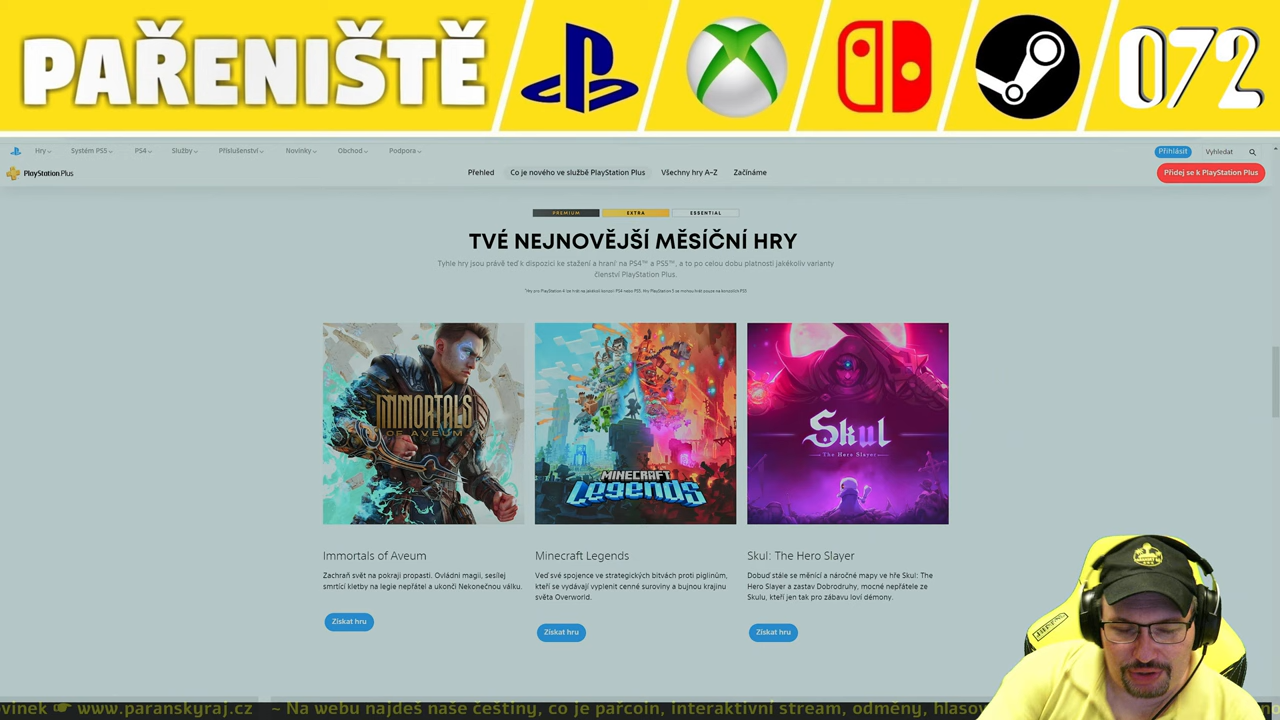 PAŘENIŠTĚ 072
Hry Systém PS5 PS4 Služby Příslušenství Novinky Obchod Podpora Přihlásit Vyhledat
PlayStation Plus Přehled Co je nového ve službě PlayStation Plus Všechny hry A–Z Začínáme Přidej se k PlayStation Plus
PREMIUM EXTRA ESSENTIAL
TVÉ NEJNOVĚJŠÍ MĚSÍČNÍ HRY
Tyhle hry jsou právě teď k dispozici ke stažení a hraní¹ na PS4™ a PS5™, a to po celou dobu platnosti jakékoliv varianty
členství PlayStation Plus.
IMMORTALS
OF AVEUM
MINECRAFT
Legends
Skul
The Hero Slayer
Immortals of Aveum
Zachraň svět na pokraji propasti. Ovládni magii, sesílej
smrtící kletby na legie nepřátel a ukonči Nekonečnou válku.
Získat hru
Minecraft Legends
Veď své spojence ve strategických bitvách proti piglinům,
kteří se vydávají vyplenit cenné suroviny a bujnou krajinu
světa Overworld.
Získat hru
Skul: The Hero Slayer
Dobuď stále se měnící a náročné mapy ve hře Skul: The
Hero Slayer a zastav Dobrodruhy, mocné nepřátele ze
Skulu, kteří jen tak pro zábavu loví démony.
Získat hru
vinek 👉 www.paranskyraj.cz ~ Na webu najdeš naše češtiny, co je pařcoin, interaktivní stream, odměny, hlasov